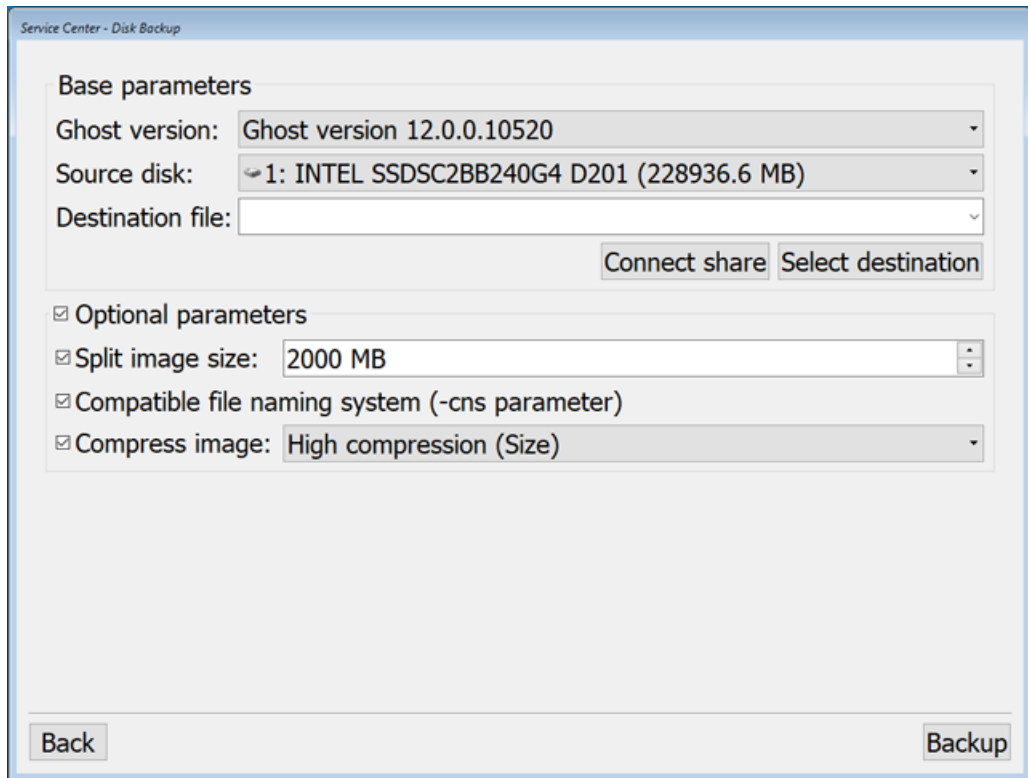 Service Center - Disk Backup
Base parameters
Ghost version: Ghost version 12.0.0.10520
Source disk: 1: INTEL SSDSC2BB240G4 D201 (228936.6 MB)
Destination file:
Connect share Select destination
Optional parameters
Split image size: 2000 MB
Compatible file naming system (-cns parameter)
Compress image: High compression (Size)
Back Backup